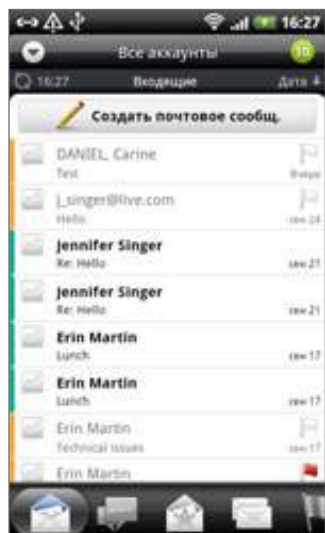 16:27
Все аккаунты
10
16:27 Входящие Дата
Создать почтовое сообщ.
DANIEL, Carine
Test
Вчера
j_singer@live.com
Hello
сен 24
Jennifer Singer
Re: Hello
сен 21
Jennifer Singer
Re: Hello
сен 21
Erin Martin
Lunch
сен 17
Erin Martin
Lunch
сен 17
Erin Martin
Technical issues
сен 17
Erin Martin